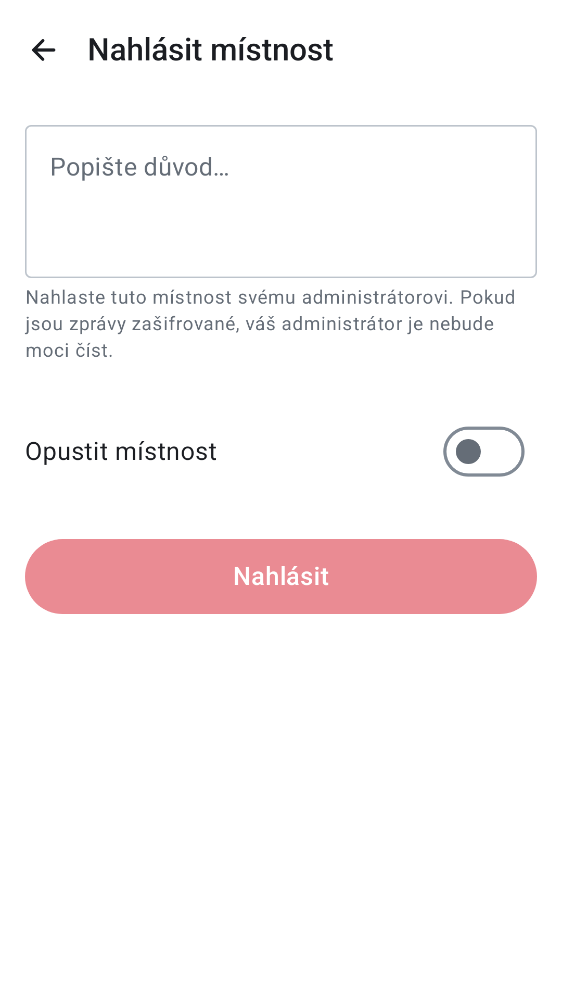 Nahlásit místnost
Popište důvod…
Nahlaste tuto místnost svému administrátorovi. Pokud
jsou zprávy zašifrované, váš administrátor je nebude
moci číst.
Opustit místnost
Nahlásit